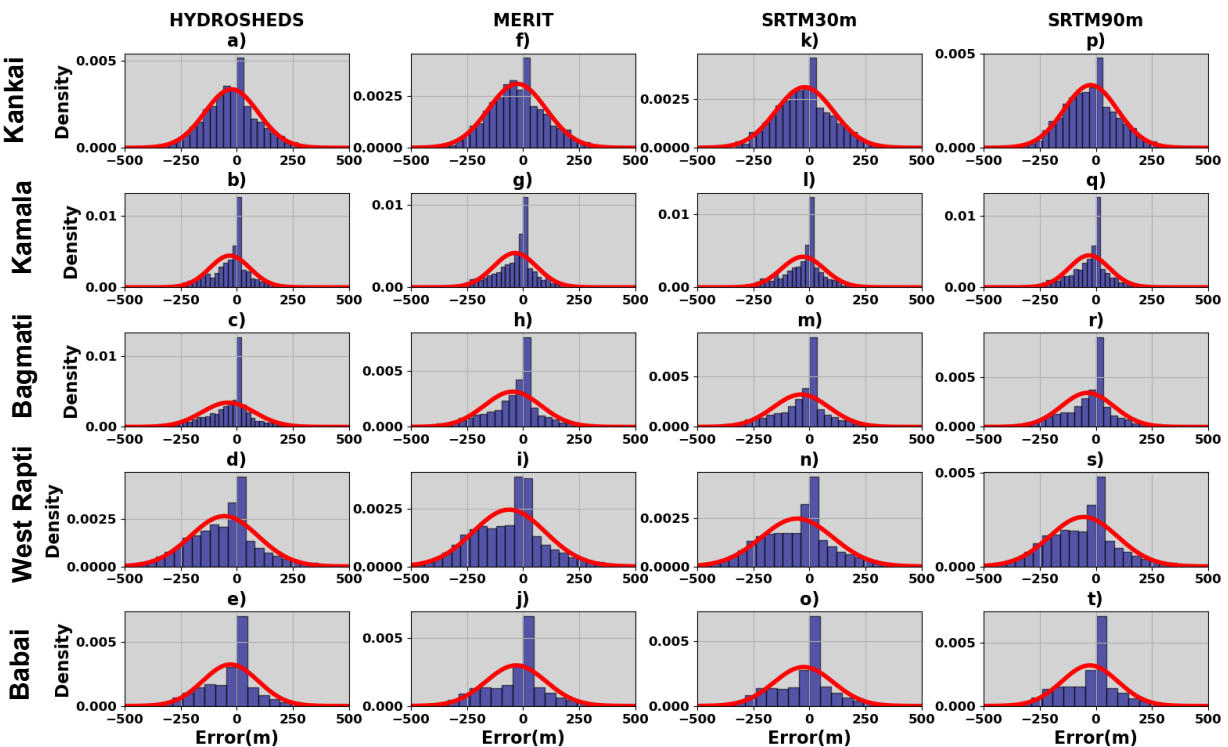 HYDROSHEDS MERIT SRTM30m SRTM90m
a) f) k) p)
Kankai
Density
0.005 0.0025 0.0025 0.005
0.000 0.0000 0.0000 0.000
−500 −250 0 250 500 −500 −250 0 250 500 −500 −250 0 250 500 −500 −250 0 250 500
b) g) l) q)
Kamala
Density
0.01 0.01 0.01 0.01
0.00 0.00 0.00 0.00
−500 −250 0 250 500 −500 −250 0 250 500 −500 −250 0 250 500 −500 −250 0 250 500
c) h) m) r)
Bagmati
Density
0.01 0.005 0.005 0.005
0.00 0.000 0.000 0.000
−500 −250 0 250 500 −500 −250 0 250 500 −500 −250 0 250 500 −500 −250 0 250 500
d) i) n) s)
West Rapti
Density
0.0025 0.0025 0.0025 0.005
0.0000 0.0000 0.0000 0.000
−500 −250 0 250 500 −500 −250 0 250 500 −500 −250 0 250 500 −500 −250 0 250 500
e) j) o) t)
Babai
Density
0.005 0.005 0.005 0.005
0.000 0.000 0.000 0.000
−500 −250 0 250 500 −500 −250 0 250 500 −500 −250 0 250 500 −500 −250 0 250 500
Error(m) Error(m) Error(m) Error(m)